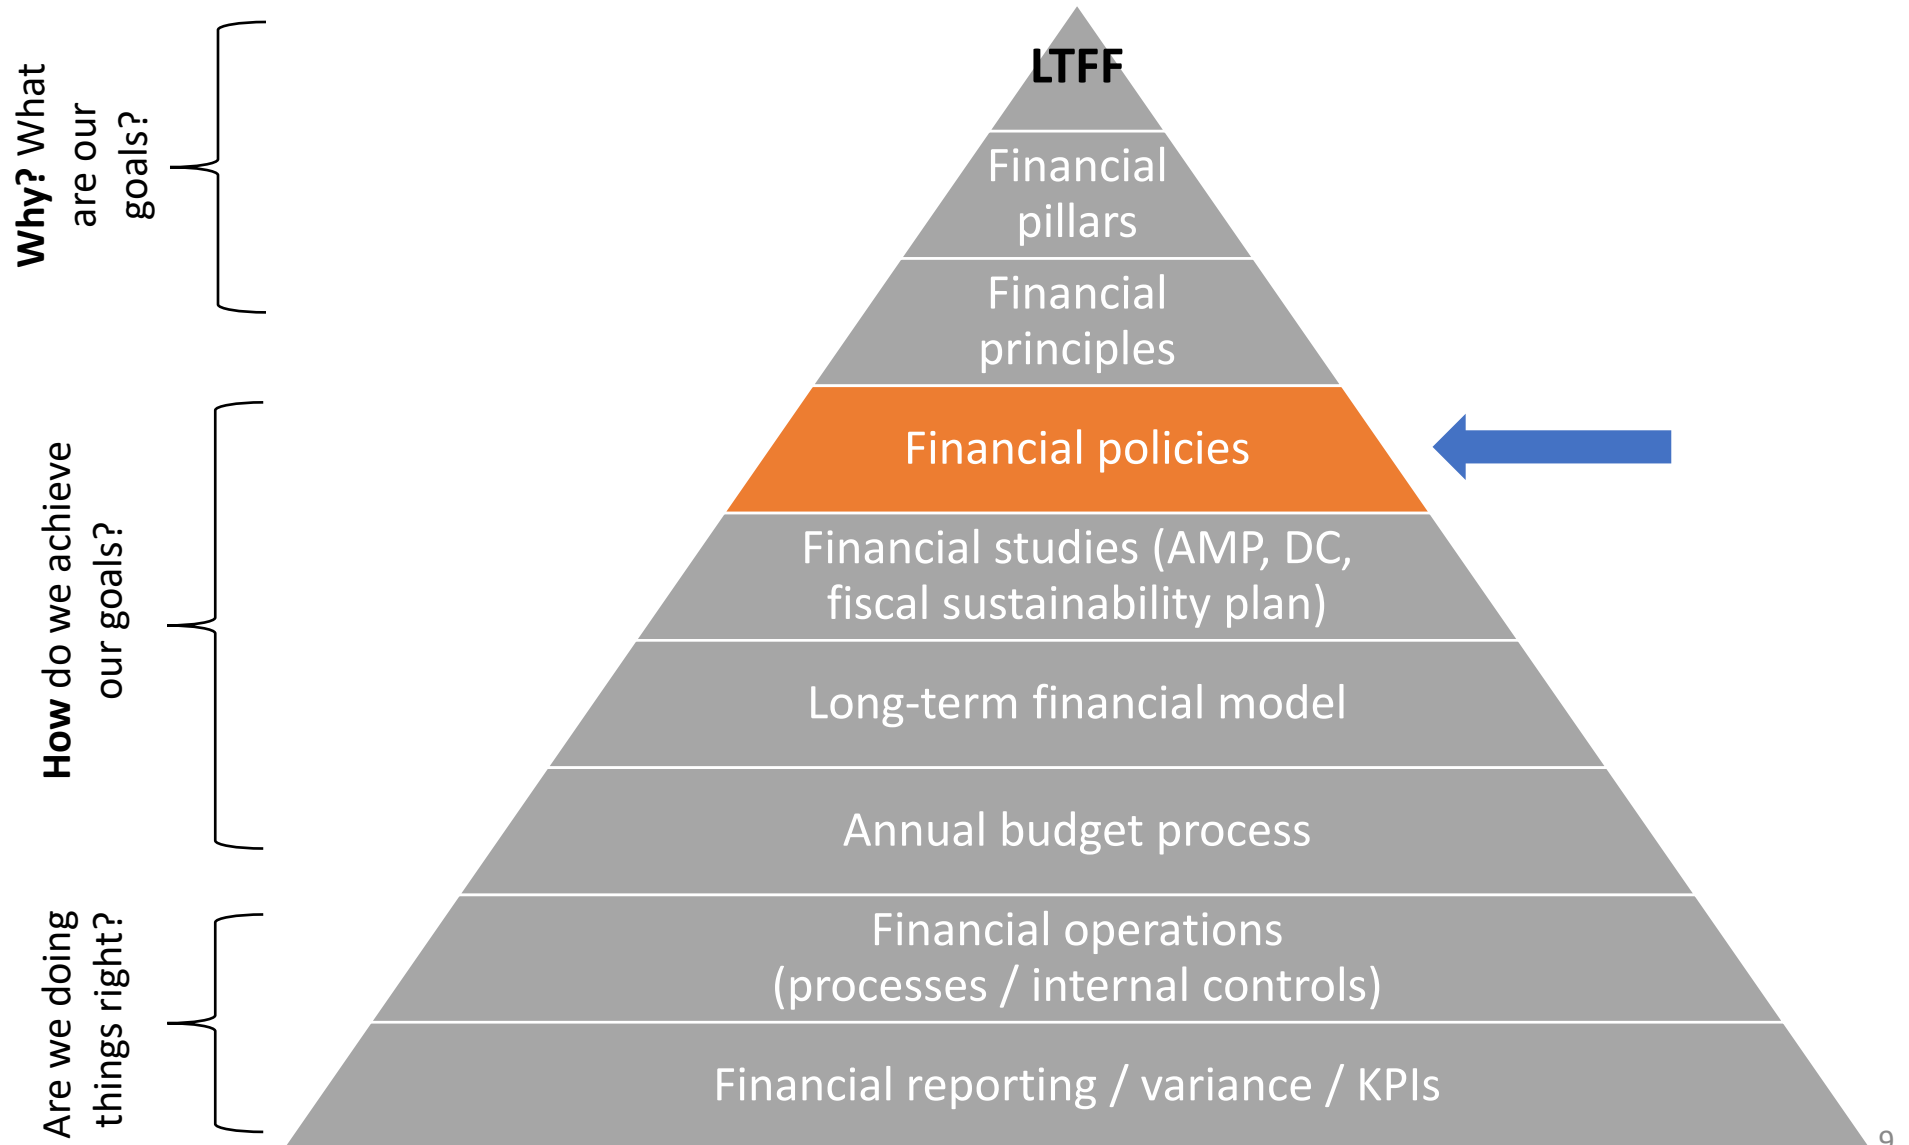 Why? What
are our
goals?
How do we achieve
our goals?
Are we doing
things right?
LTFF
Financial
pillars
Financial
principles
Financial policies
Financial studies (AMP, DC,
fiscal sustainability plan)
Long-term financial model
Annual budget process
Financial operations
(processes / internal controls)
Financial reporting / variance / KPIs
9